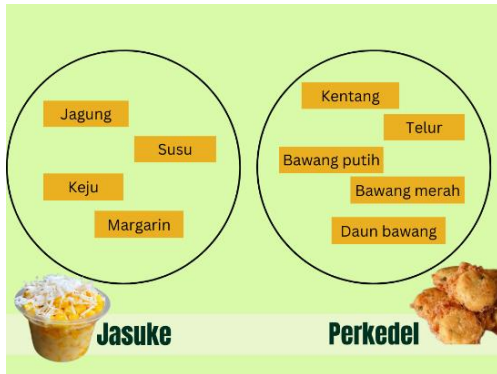 Jagung
Susu
Keju
Margarin
Kentang
Telur
Bawang putih
Bawang merah
Daun bawang
Jasuke
Perkedel